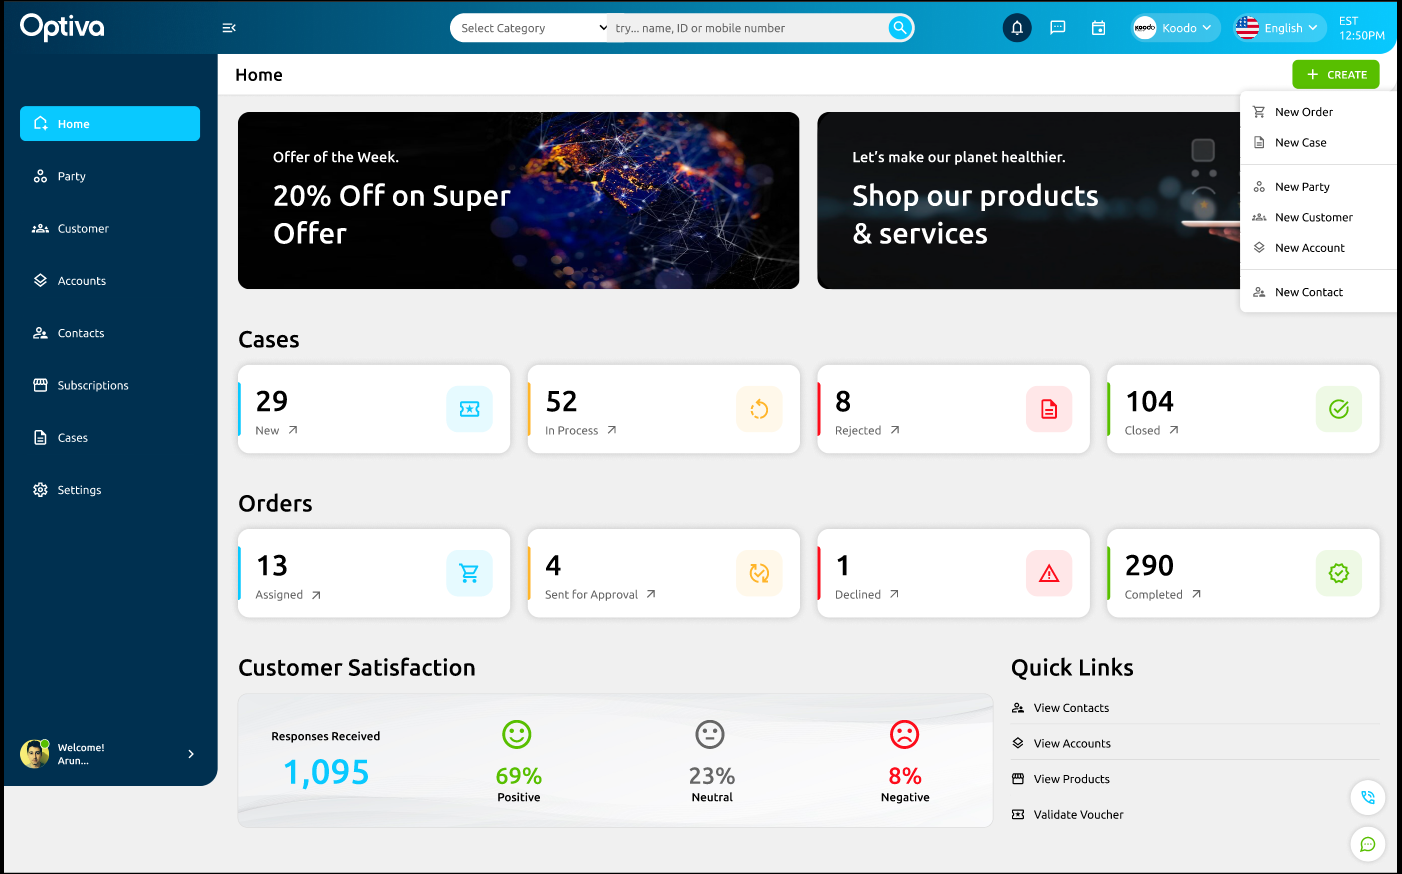 Optiva
Select Category
try... name, ID or mobile number
koodo
Koodo
English
EST
12:50PM
Home
CREATE
New Order
New Case
New Party
New Customer
New Account
New Contact
Home
Party
Customer
Accounts
Contacts
Subscriptions
Cases
Settings
Welcome!
Arun...
Offer of the Week.
20% Off on Super
Offer
Let's make our planet healthier.
Shop our products
& services
Cases
29
New
52
In Process
8
Rejected
104
Closed
Orders
13
Assigned
4
Sent for Approval
1
Declined
290
Completed
Customer Satisfaction
Responses Received
1,095
69%
Positive
23%
Neutral
8%
Negative
Quick Links
View Contacts
View Accounts
View Products
Validate Voucher